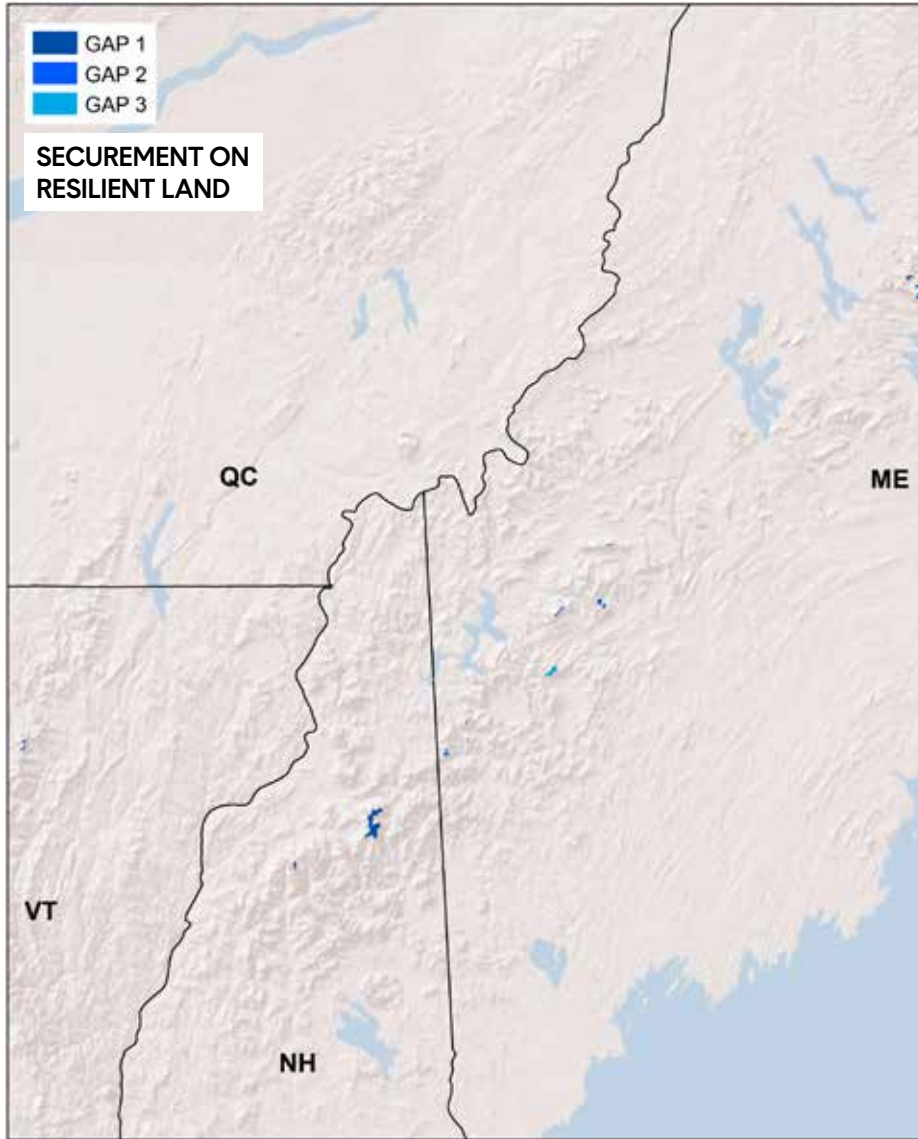 GAP 1
GAP 2
GAP 3
SECUREMENT ON
RESILIENT LAND
QC
ME
VT
NH